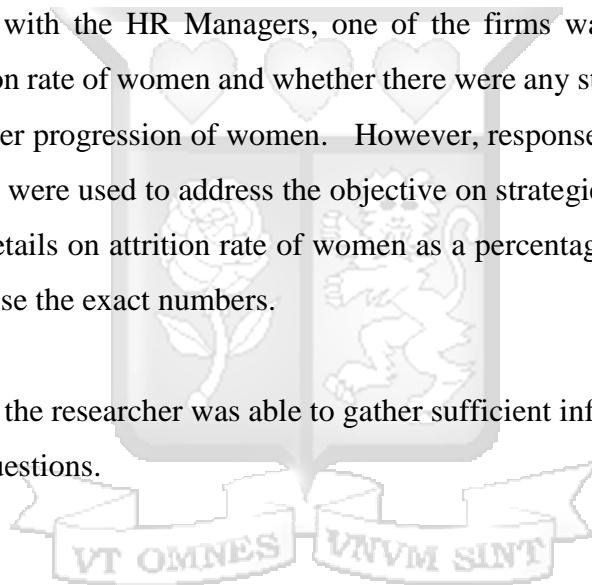 with the HR Managers, one of the firms wa
on rate of women and whether there were any st
er progression of women. However, response
were used to address the objective on strategi
etails on attrition rate of women as a percentag
se the exact numbers.
the researcher was able to gather sufficient inf
uestions.
VT OMNES VNVM SINT